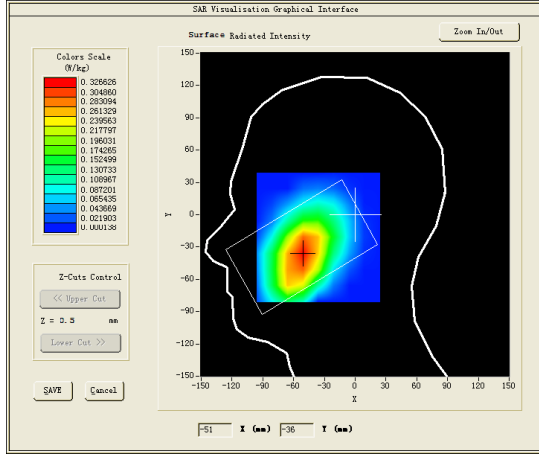 SAR Visualisation Graphical Interface
Surface Radiated Intensity
Zoom In/Out
Colors Scale
(W/kg)
0.326626
0.304860
0.283094
0.261329
0.239563
0.217797
0.196031
0.174265
0.152499
0.130733
0.108967
0.087201
0.065435
0.043669
0.021903
0.000138
Z-Cuts Control
<< Upper Cut
Z = 3.5 mm
Lower Cut >>
SAVE
Cancel
150
90
60
30
Y
0
-30
-60
-90
-120
-150
-150 -120 -90 -60 -30 0 30 60 90 120 150
X
-51 X (mm) -36 Y (mm)